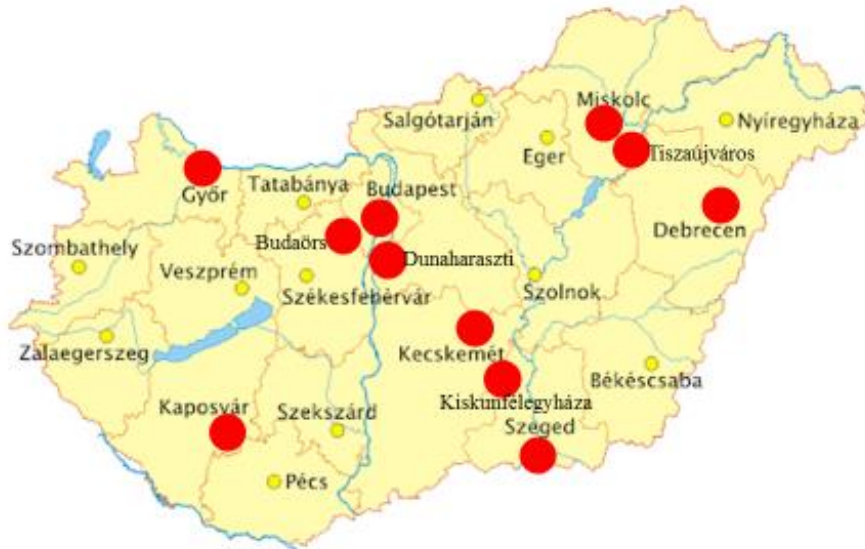 Miskolc
Salgótarján
Nyíregyháza
Eger
Tiszaújváros
Győr
Tatabánya
Budapest
Debrecen
Budaörs
Szombathely
Dunaharaszti
Veszprém
Székesfehérvár
Szolnok
Zalaegerszeg
Kecskemét
Békéscsaba
Kaposvár
Szekszárd
Kiskunfélegyháza
Szeged
Pécs